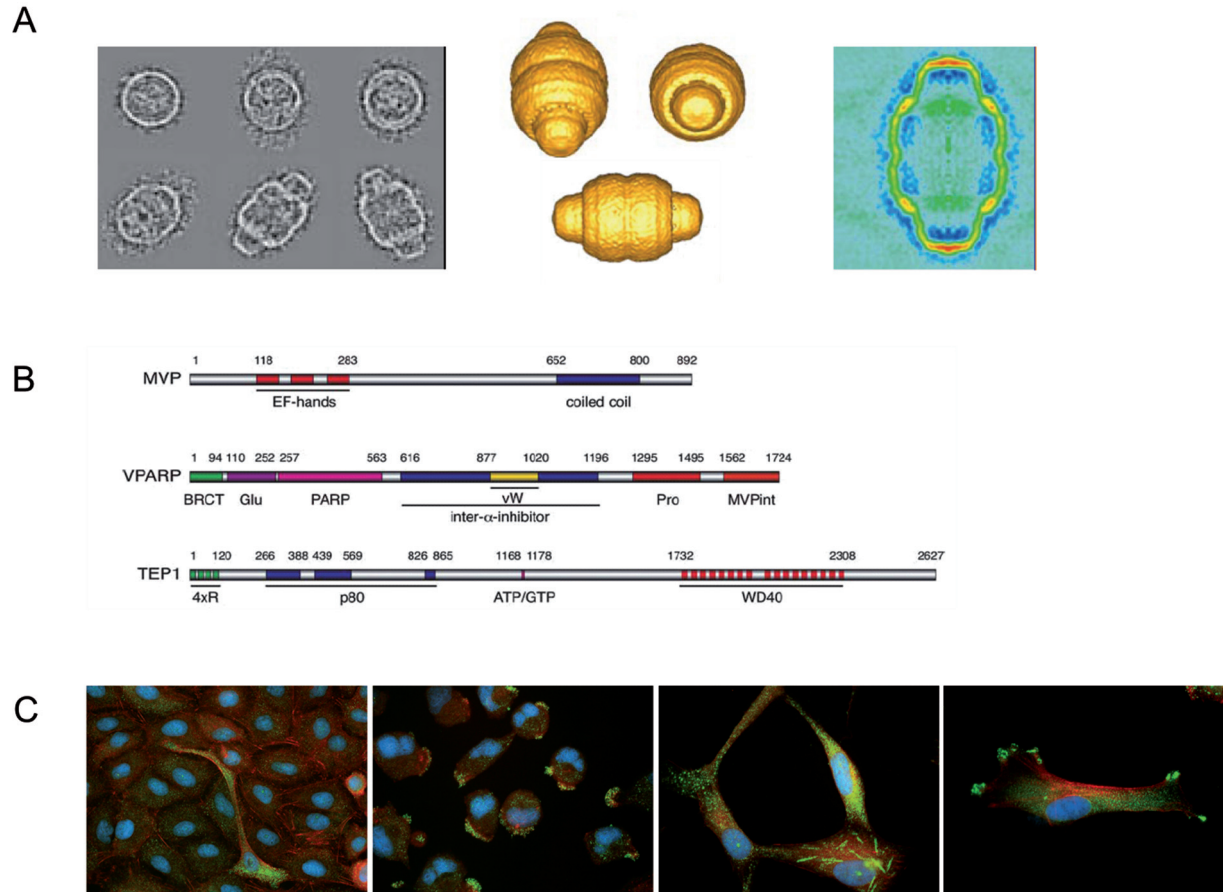 A
B
1 118 283 652 800 892
MVP
EF-hands coiled coil
1 94 110 252 257 563 616 877 1020 1196 1295 1495 1562 1724
VPARP
BRCT Glu PARP vW Pro MVPint
inter-α-inhibitor
1 120 266 388 439 569 826 865 1168 1178 1732 2308 2627
TEP1
4xR p80 ATP/GTP WD40
C